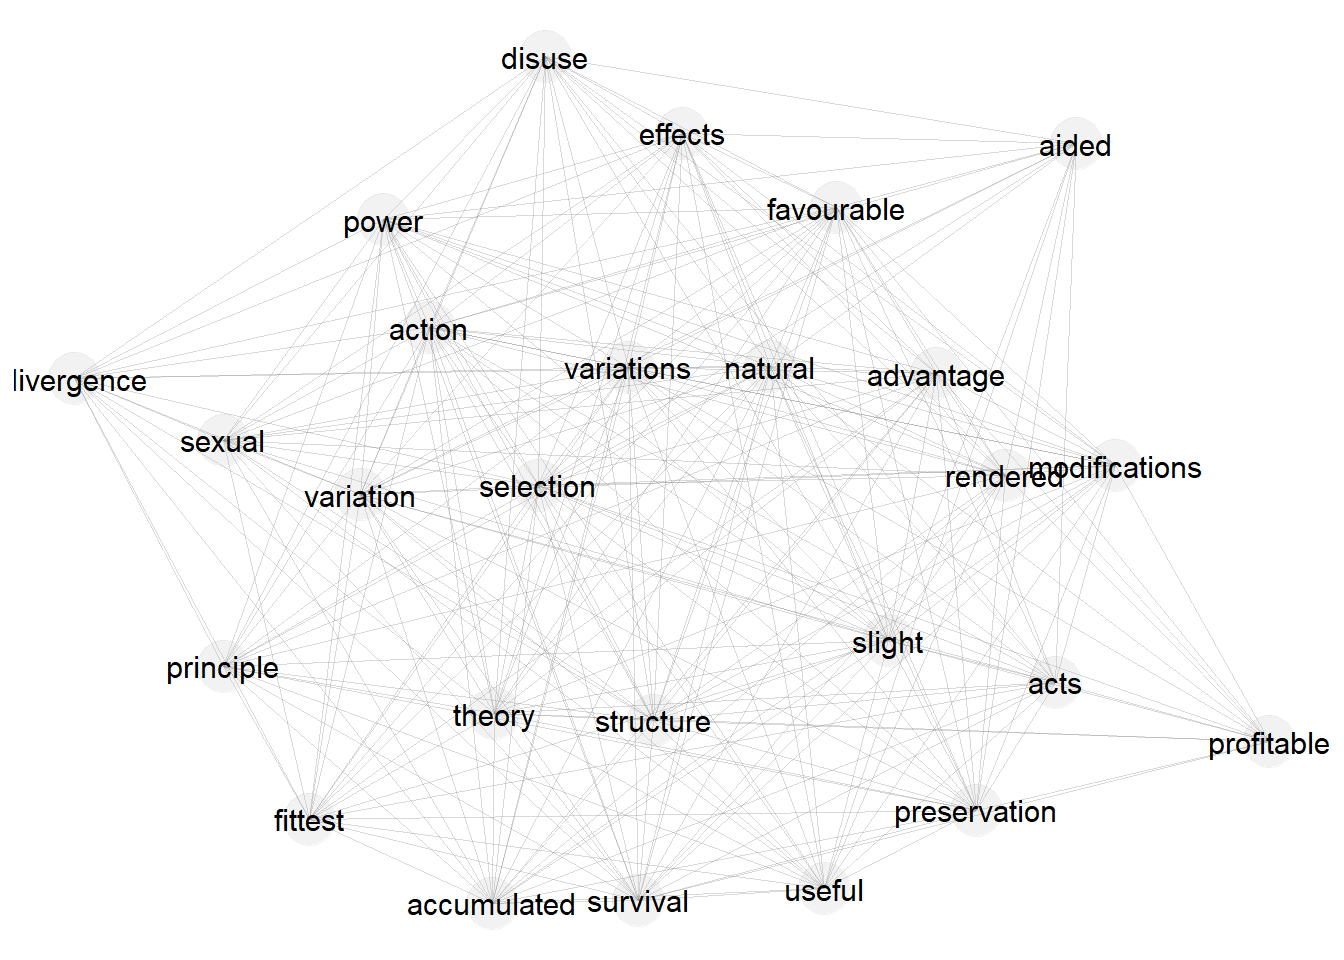 disuse
effects
aided
favourable
power
action
variations
natural
advantage
livergence
sexual
variation
selection
rendered
modifications
slight
principle
acts
theory
structure
profitable
fittest
preservation
accumulated
survival
useful